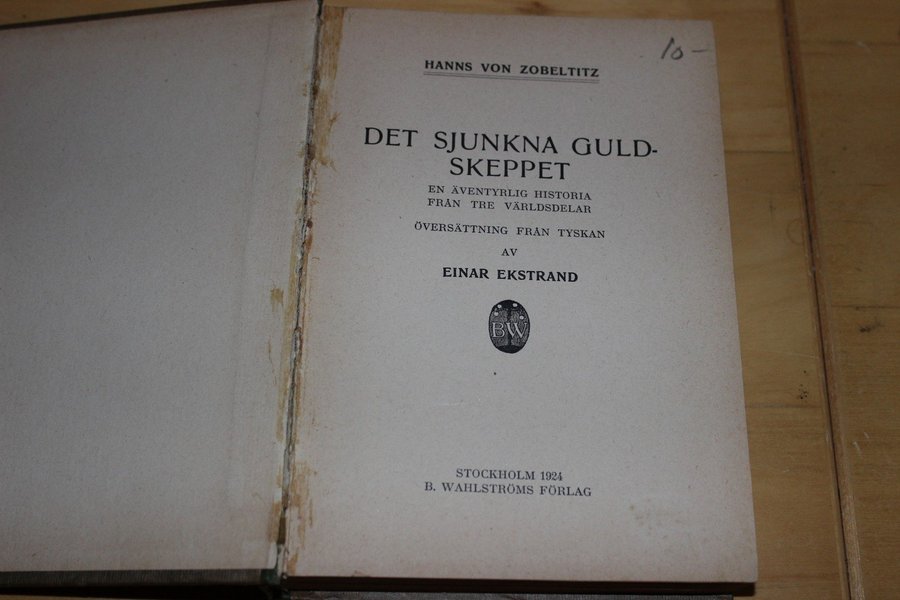 10-
HANNS VON ZOBELTITZ
DET SJUNKNA GULD-
SKEPPET
EN ÄVENTYRLIG HISTORIA
FRÅN TRE VÄRLDSDELAR
ÖVERSÄTTNING FRÅN TYSKAN
AV
EINAR EKSTRAND
BW
STOCKHOLM 1924
B. WAHLSTRÖMS FÖRLAG